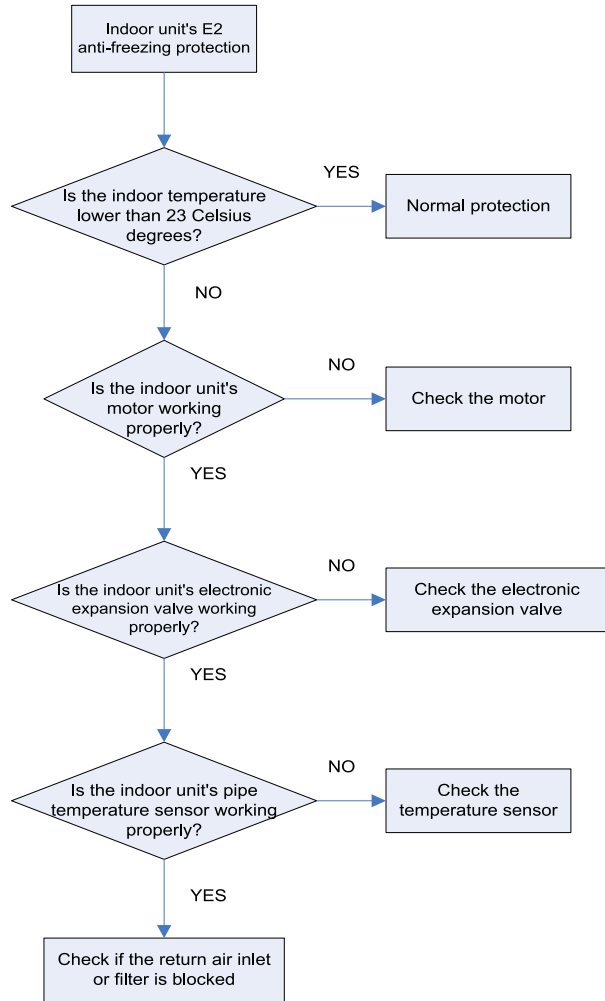 Indoor unit's E2
anti-freezing protection
YES
Is the indoor temperature
lower than 23 Celsius
degrees?
Normal protection
NO
NO
Is the indoor unit's
motor working
properly?
Check the motor
YES
NO
Is the indoor unit's electronic
expansion valve working
properly?
Check the electronic
expansion valve
YES
NO
Is the indoor unit's pipe
temperature sensor working
properly?
Check the
temperature sensor
YES
Check if the return air inlet
or filter is blocked